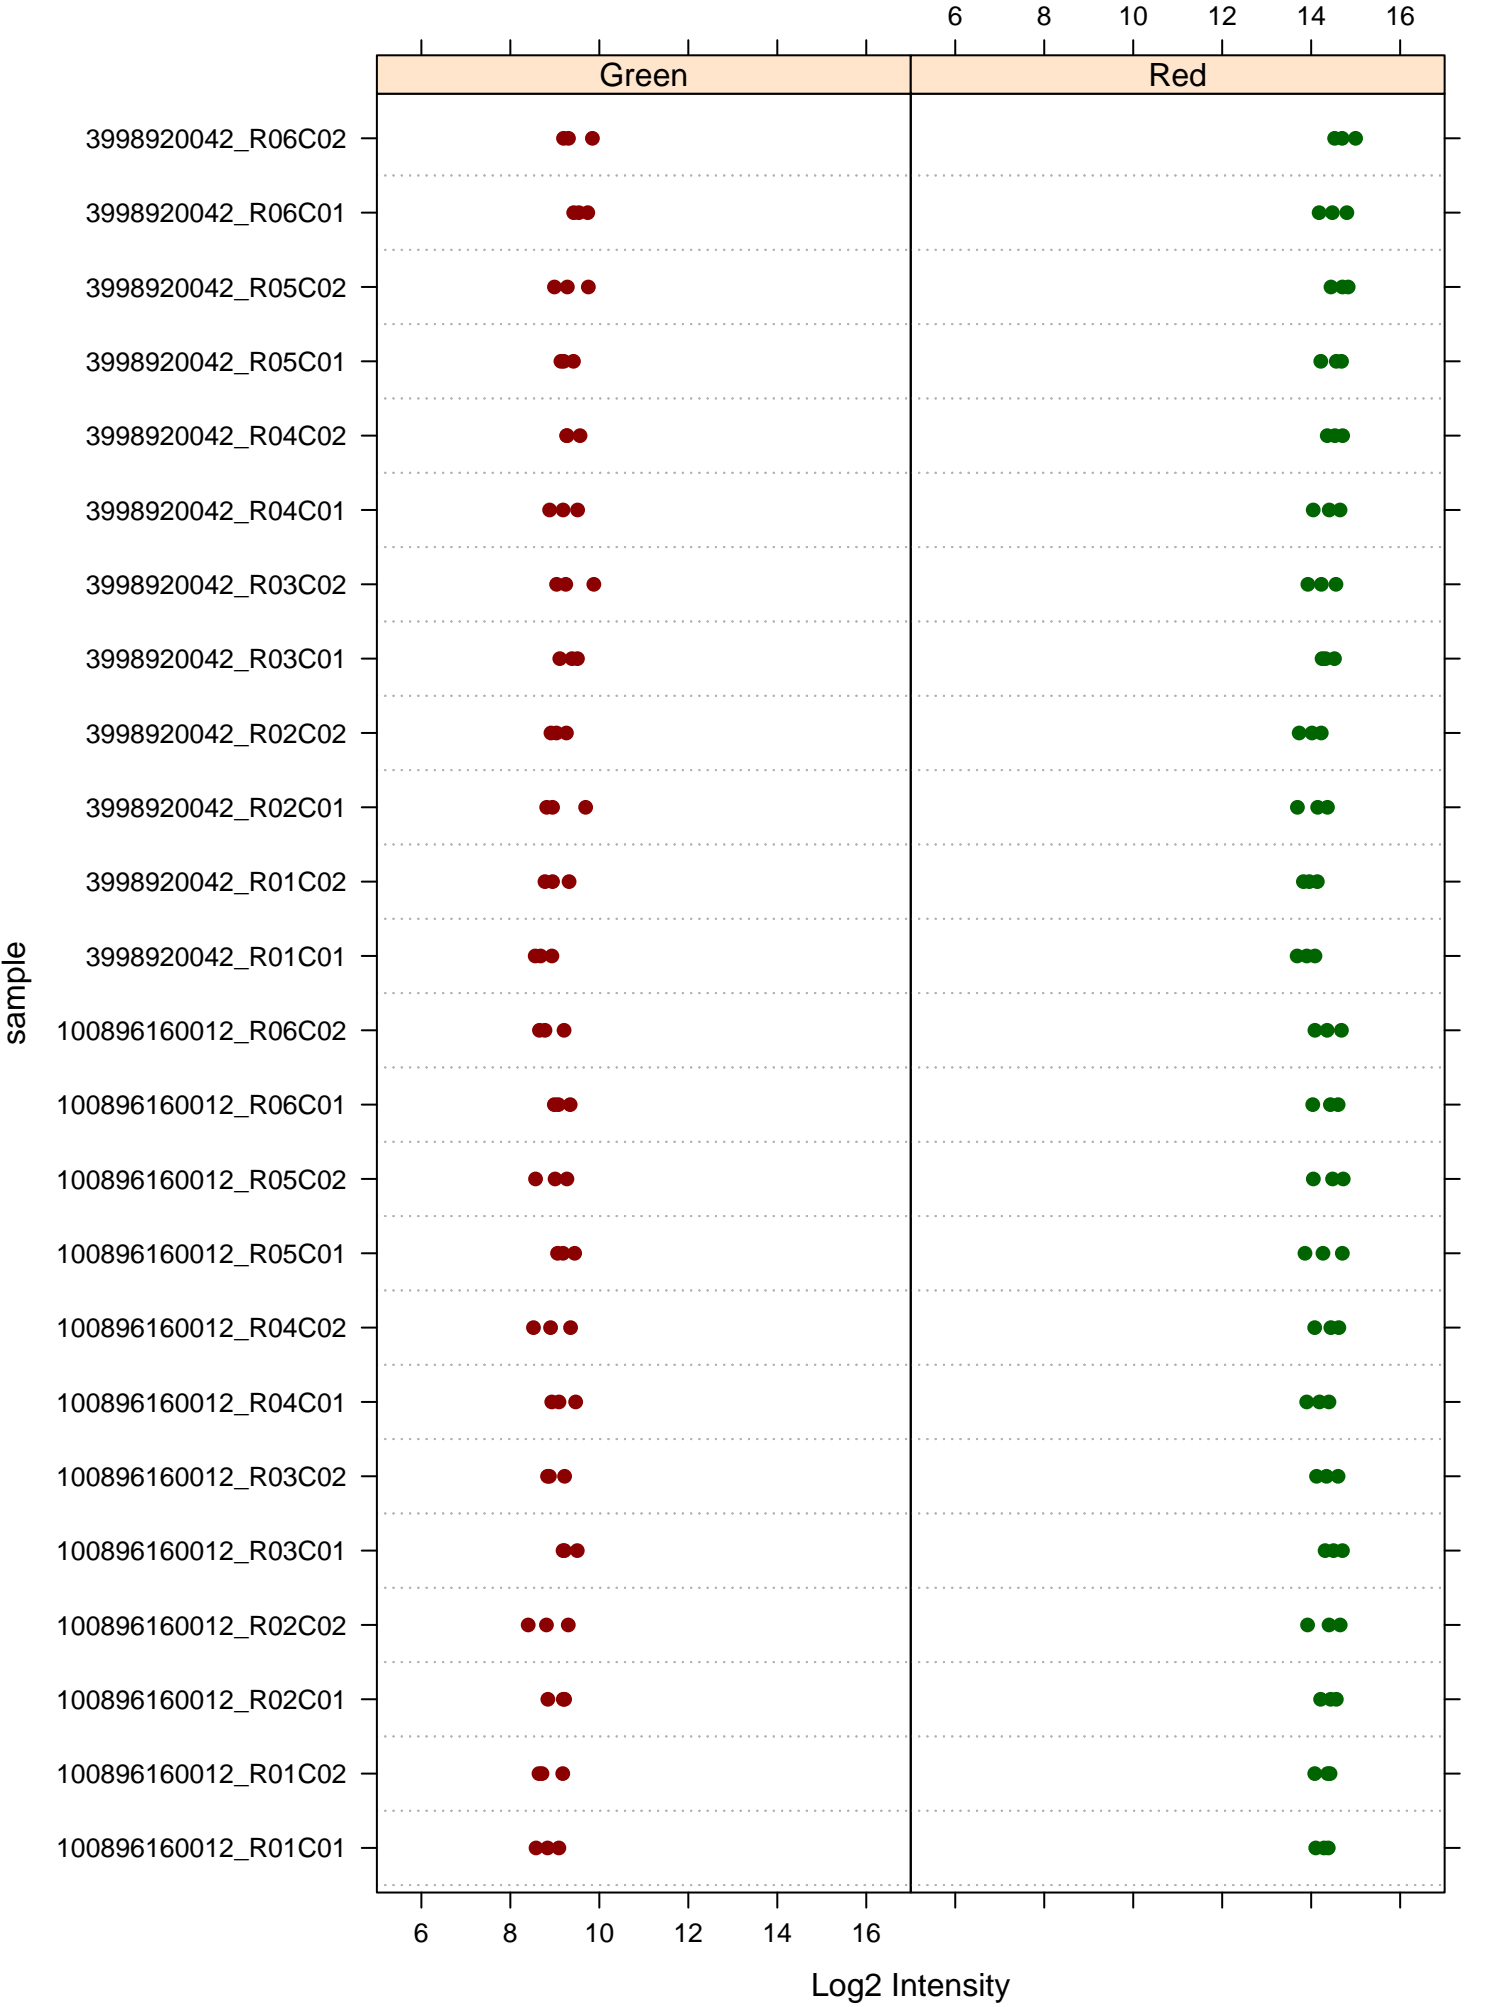 6 8 10 12 14 16
Green Red
3998920042_R06C02
3998920042_R06C01
3998920042_R05C02
3998920042_R05C01
3998920042_R04C02
3998920042_R04C01
3998920042_R03C02
3998920042_R03C01
3998920042_R02C02
3998920042_R02C01
3998920042_R01C02
3998920042_R01C01
100896160012_R06C02
100896160012_R06C01
100896160012_R05C02
100896160012_R05C01
100896160012_R04C02
100896160012_R04C01
100896160012_R03C02
100896160012_R03C01
100896160012_R02C02
100896160012_R02C01
100896160012_R01C02
100896160012_R01C01
sample
6 8 10 12 14 16
Log2 Intensity